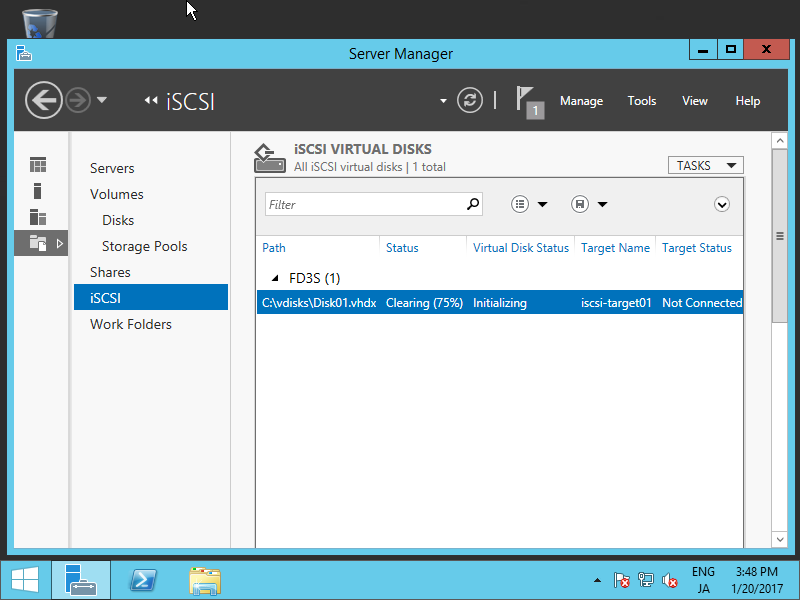 Server Manager
iSCSI
1
Manage Tools View Help
iSCSI VIRTUAL DISKS
All iSCSI virtual disks | 1 total
TASKS
Servers
Volumes
Disks
Storage Pools
Shares
iSCSI
Work Folders
Filter
Path Status Virtual Disk Status Target Name Target Status
FD3S (1)
C:\vdisks\Disk01.vhdx Clearing (75%) Initializing iscsi-target01 Not Connected
ENG 3:48 PM
JA 1/20/2017